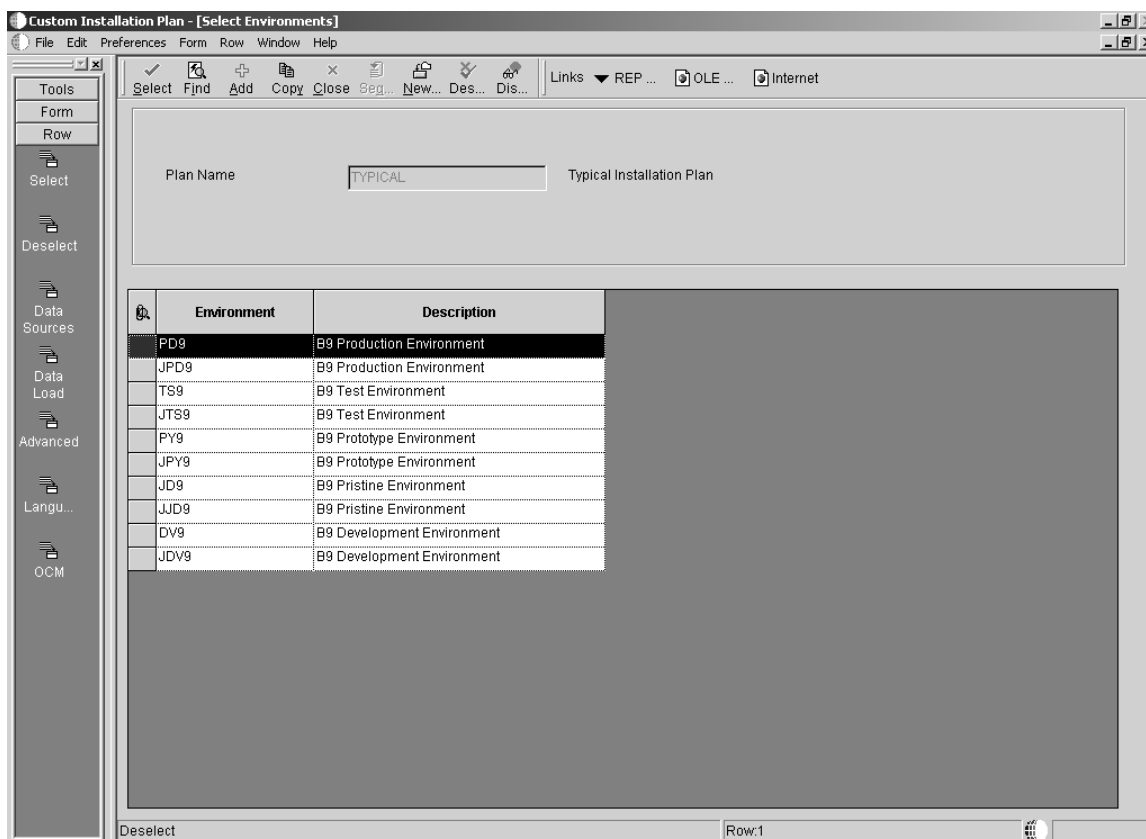 Custom Installation Plan - [Select Environments]
File Edit Preferences Form Row Window Help
Tools
Form
Row
Select
Deselect
Data Sources
Data Load
Advanced
Langu...
OCM
Select Find Add Copy Close Seq... New... Des... Dis... Links REP ... OLE ... Internet
Plan Name TYPICAL Typical Installation Plan
Environment Description
PD9 B9 Production Environment
JPD9 B9 Production Environment
TS9 B9 Test Environment
JTS9 B9 Test Environment
PY9 B9 Prototype Environment
JPY9 B9 Prototype Environment
JD9 B9 Pristine Environment
JJD9 B9 Pristine Environment
DV9 B9 Development Environment
JDV9 B9 Development Environment
Deselect Row:1